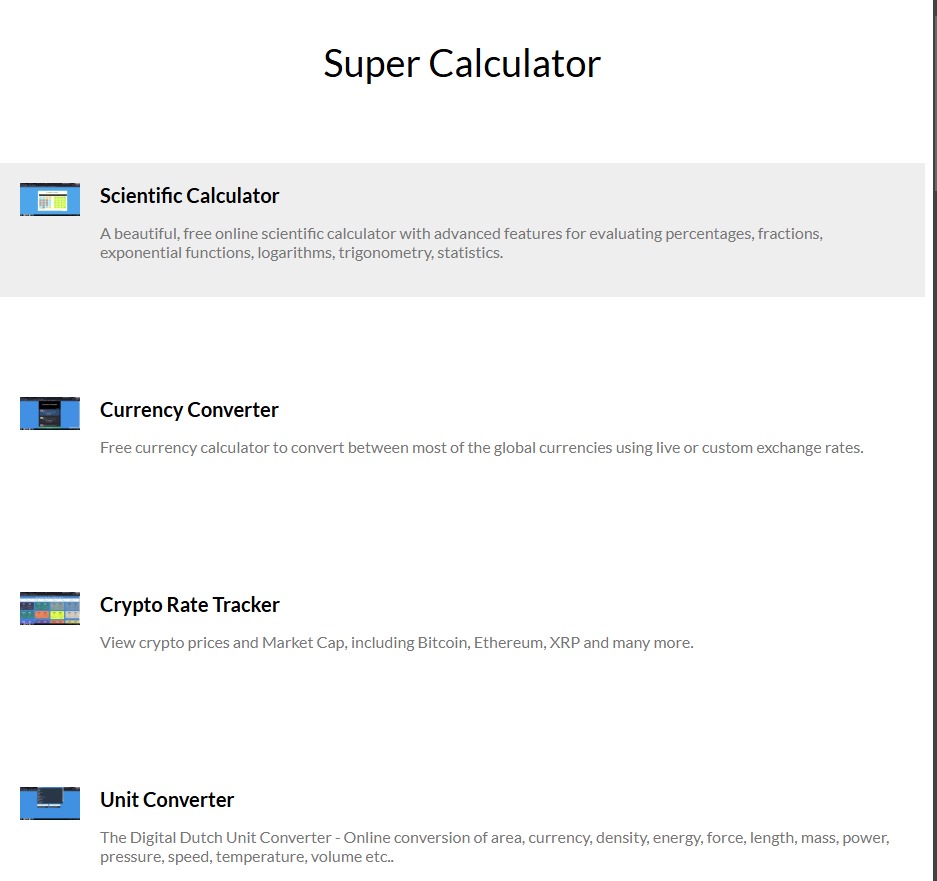 Super Calculator
Scientific Calculator
A beautiful, free online scientific calculator with advanced features for evaluating percentages, fractions,
exponential functions, logarithms, trigonometry, statistics.
Currency Converter
Free currency calculator to convert between most of the global currencies using live or custom exchange rates.
Crypto Rate Tracker
View crypto prices and Market Cap, including Bitcoin, Ethereum, XRP and many more.
Unit Converter
The Digital Dutch Unit Converter - Online conversion of area, currency, density, energy, force, length, mass, power,
pressure, speed, temperature, volume etc..